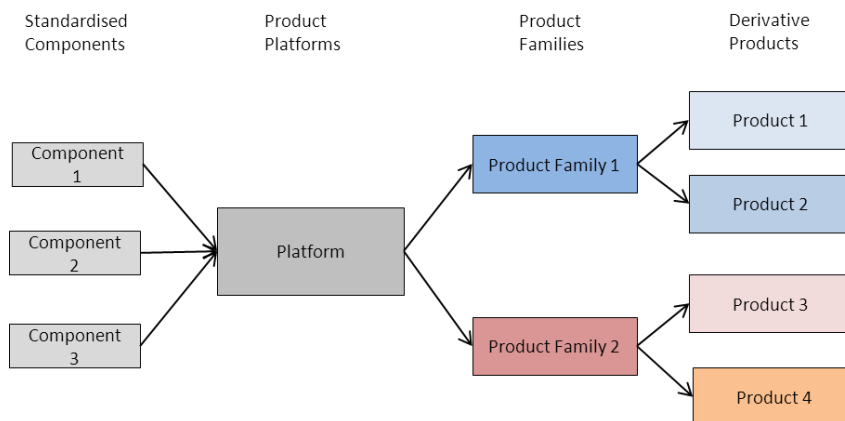 Standardised
Components
Product
Platforms
Product
Families
Derivative
Products
Component
1
Component
2
Component
3
Platform
Product Family 1
Product Family 2
Product 1
Product 2
Product 3
Product 4